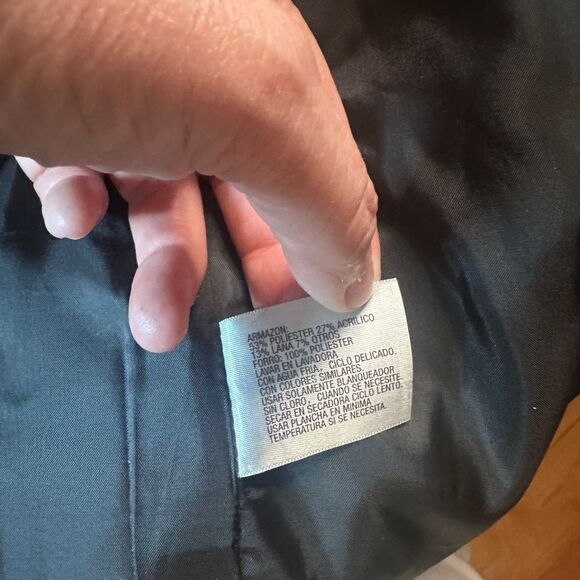 ARMAZON:
53% POLIESTER 27% ACRILICO
13% LANA 7% OTROS
FORRO: 100% POLIESTER
LAVAR EN LAVADORA
CON AGUA FRIA, CICLO DELICADO.
CON COLORES SIMILARES.
USAR SOLAMENTE BLANQUEADOR
SIN CLORO, CUANDO SE NECESITE.
SECAR EN SECADORA CICLO LENTO.
USAR PLANCHA EN MINIMA
TEMPERATURA SI SE NECESITA.